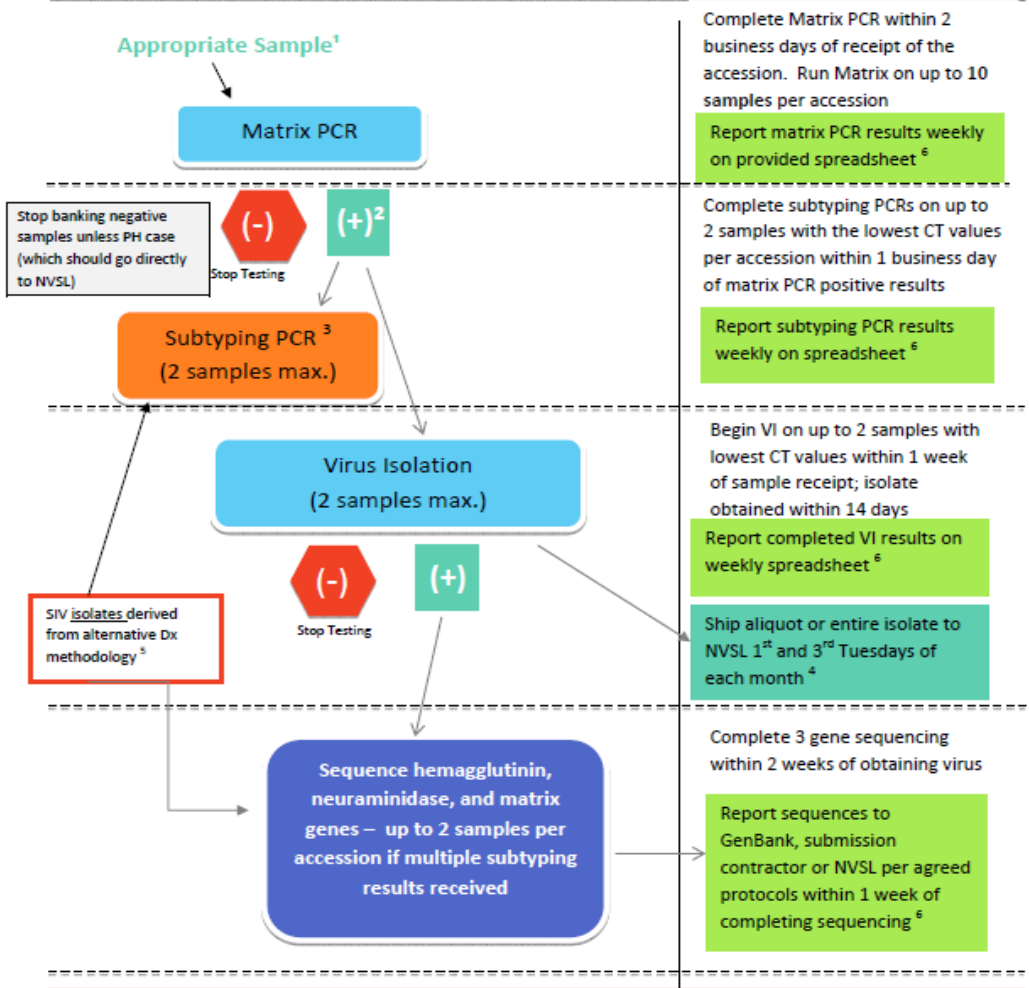 Appropriate Sample¹
Matrix PCR
Complete Matrix PCR within 2
business days of receipt of the
accession. Run Matrix on up to 10
samples per accession
Report matrix PCR results weekly
on provided spreadsheet ⁶
Stop banking negative
samples unless PH case
(which should go directly
to NVSL)
(-)
Stop Testing
(+)²
Complete subtyping PCRs on up to
2 samples with the lowest CT values
per accession within 1 business day
of matrix PCR positive results
Subtyping PCR ³
(2 samples max.)
Report subtyping PCR results
weekly on spreadsheet ⁶
Virus Isolation
(2 samples max.)
Begin VI on up to 2 samples with
lowest CT values within 1 week
of sample receipt; isolate
obtained within 14 days
Report completed VI results on
weekly spreadsheet ⁶
(-)
Stop Testing
(+)
SIV isolates derived
from alternative Dx
methodology ⁵
Ship aliquot or entire isolate to
NVSL 1ˢᵗ and 3ʳᵈ Tuesdays of
each month ⁴
Sequence hemagglutinin,
neuraminidase, and matrix
genes – up to 2 samples per
accession if multiple subtyping
results received
Complete 3 gene sequencing
within 2 weeks of obtaining virus
Report sequences to
GenBank, submission
contractor or NVSL per agreed
protocols within 1 week of
completing sequencing ⁶